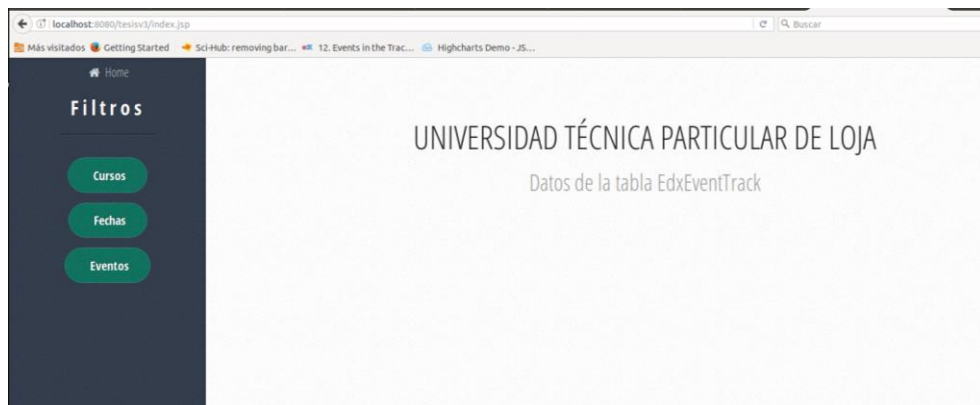 localhost:8080/tesisv3/index.jsp
Buscar
Más visitados Getting Started Sci-Hub: removing bar... 12. Events in the Trac... Highcharts Demo - JS...
Home
Filtros
Cursos
Fechas
Eventos
UNIVERSIDAD TÉCNICA PARTICULAR DE LOJA
Datos de la tabla EdxEventTrack